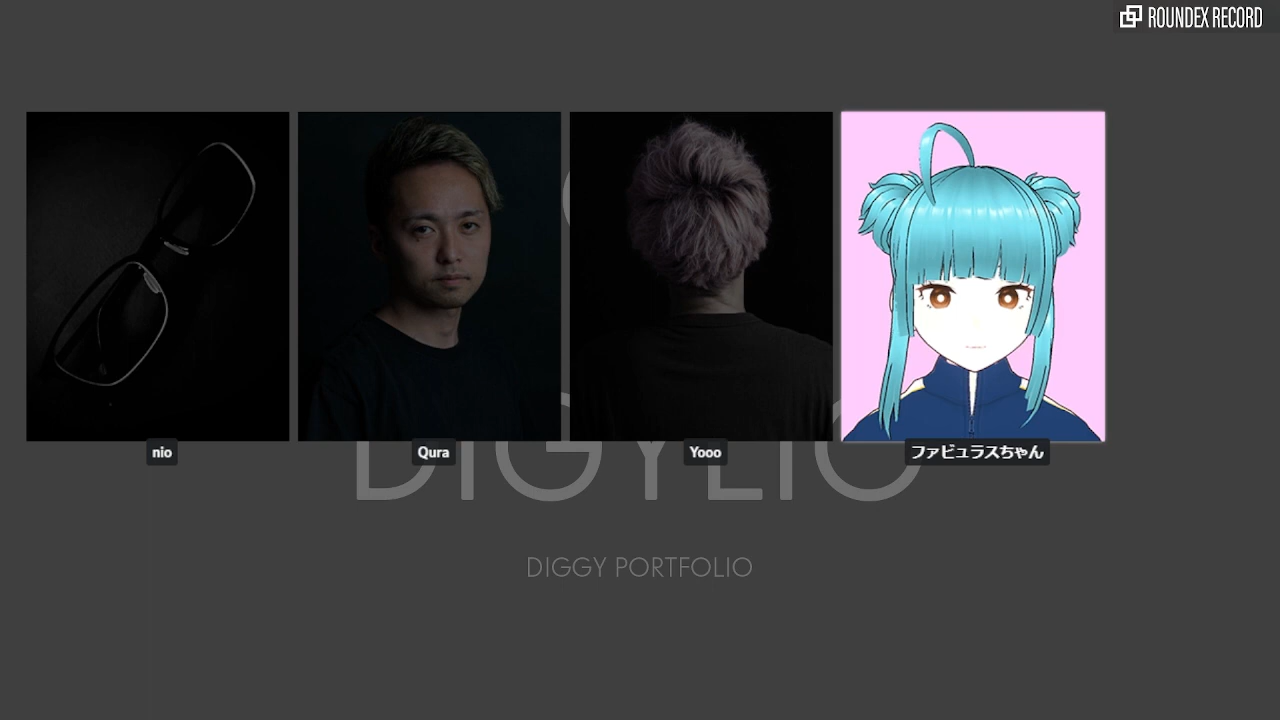 ROUNDEX RECORD
nio
Qura
Yooo
ファビュラスちゃん
DIGYLIO
DIGGY PORTFOLIO